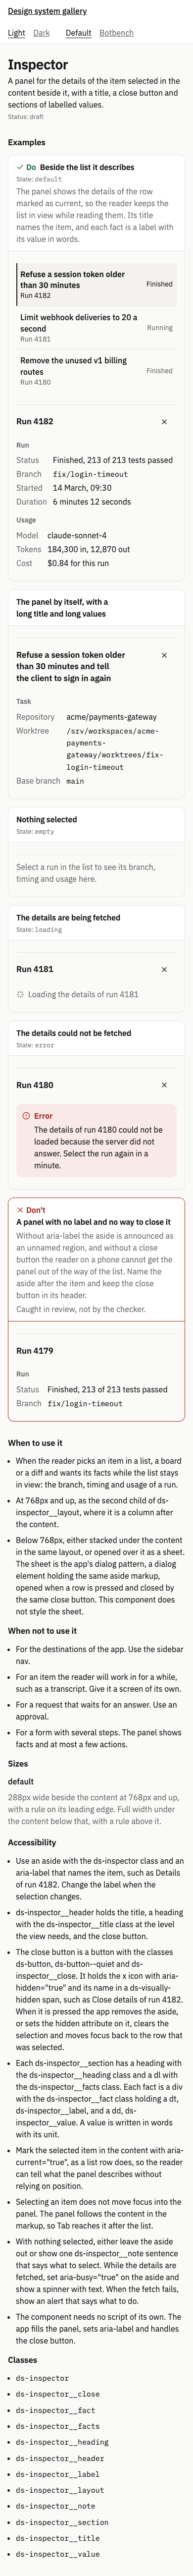 Design system gallery
Light Dark Default Botbench
Inspector
A panel for the details of the item selected in the
content beside it, with a title, a close button and
sections of labelled values.
Status: draft
Examples
Do Beside the list it describes
State: default
The panel shows the details of the row
marked as current, so the reader keeps the
list in view while reading them. Its title
names the item, and each fact is a label with
its value in words.
Refuse a session token older
than 30 minutes
Finished
Run 4182
Limit webhook deliveries to 20 a
second
Running
Run 4181
Remove the unused v1 billing
routes
Finished
Run 4180
Run 4182
Run
Status Finished, 213 of 213 tests passed
Branch fix/login-timeout
Started 14 March, 09:30
Duration 6 minutes 12 seconds
Usage
Model claude-sonnet-4
Tokens 184,300 in, 12,870 out
Cost $0.84 for this run
The panel by itself, with a
long title and long values
Refuse a session token older
than 30 minutes and tell
the client to sign in again
Task
Repository acme/payments-gateway
Worktree /srv/workspaces/acme-
payments-
gateway/worktrees/fix-
login-timeout
Base branch main
Nothing selected
State: empty
Select a run in the list to see its branch,
timing and usage here.
The details are being fetched
State: loading
Run 4181
Loading the details of run 4181
The details could not be fetched
State: error
Run 4180
Error
The details of run 4180 could not be
loaded because the server did not
answer. Select the run again in a
minute.
Don't
A panel with no label and no way to close it
Without aria-label the aside is announced as
an unnamed region, and without a close
button the reader on a phone cannot get the
panel out of the way of the list. Name the
aside after the item and keep the close
button in its header.
Caught in review, not by the checker.
Run 4179
Run
Status Finished, 213 of 213 tests passed
Branch fix/login-timeout
When to use it
When the reader picks an item in a list, a board
or a diff and wants its facts while the list stays
in view: the branch, timing and usage of a run.
At 768px and up, as the second child of ds-
inspector__layout, where it is a column after
the content.
Below 768px, either stacked under the content
in the same layout, or opened over it as a sheet.
The sheet is the app's dialog pattern, a dialog
element holding the same aside markup,
opened when a row is pressed and closed by
the same close button. This component does
not style the sheet.
When not to use it
For the destinations of the app. Use the sidebar
nav.
For an item the reader will work in for a while,
such as a transcript. Give it a screen of its own.
For a request that waits for an answer. Use an
approval.
For a form with several steps. The panel shows
facts and at most a few actions.
Sizes
default
288px wide beside the content at 768px and up,
with a rule on its leading edge. Full width under
the content below that, with a rule above it.
Accessibility
Use an aside with the ds-inspector class and an
aria-label that names the item, such as Details
of run 4182. Change the label when the
selection changes.
ds-inspector__header holds the title, a heading
with the ds-inspector__title class at the level
the view needs, and the close button.
The close button is a button with the classes
ds-button, ds-button--quiet and ds-
inspector__close. It holds the x icon with aria-
hidden="true" and its name in a ds-visually-
hidden span, such as Close details of run 4182.
When it is pressed the app removes the aside,
or sets the hidden attribute on it, clears the
selection and moves focus back to the row that
was selected.
Each ds-inspector__section has a heading with
the ds-inspector__heading class and a dl with
the ds-inspector__facts class. Each fact is a div
with the ds-inspector__fact class holding a dt,
ds-inspector__label, and a dd, ds-
inspector__value. A value is written in words
with its unit.
Mark the selected item in the content with aria-
current="true", as a list row does, so the reader
can tell what the panel describes without
relying on position.
Selecting an item does not move focus into the
panel. The panel follows the content in the
markup, so Tab reaches it after the list.
With nothing selected, either leave the aside
out or show one ds-inspector__note sentence
that says what to select. While the details are
fetched, set aria-busy="true" on the aside and
show a spinner with text. When the fetch fails,
show an alert that says what to do.
The component needs no script of its own. The
app fills the panel, sets aria-label and handles
the close button.
Classes
ds-inspector
ds-inspector__close
ds-inspector__fact
ds-inspector__facts
ds-inspector__heading
ds-inspector__header
ds-inspector__label
ds-inspector__layout
ds-inspector__note
ds-inspector__section
ds-inspector__title
ds-inspector__value